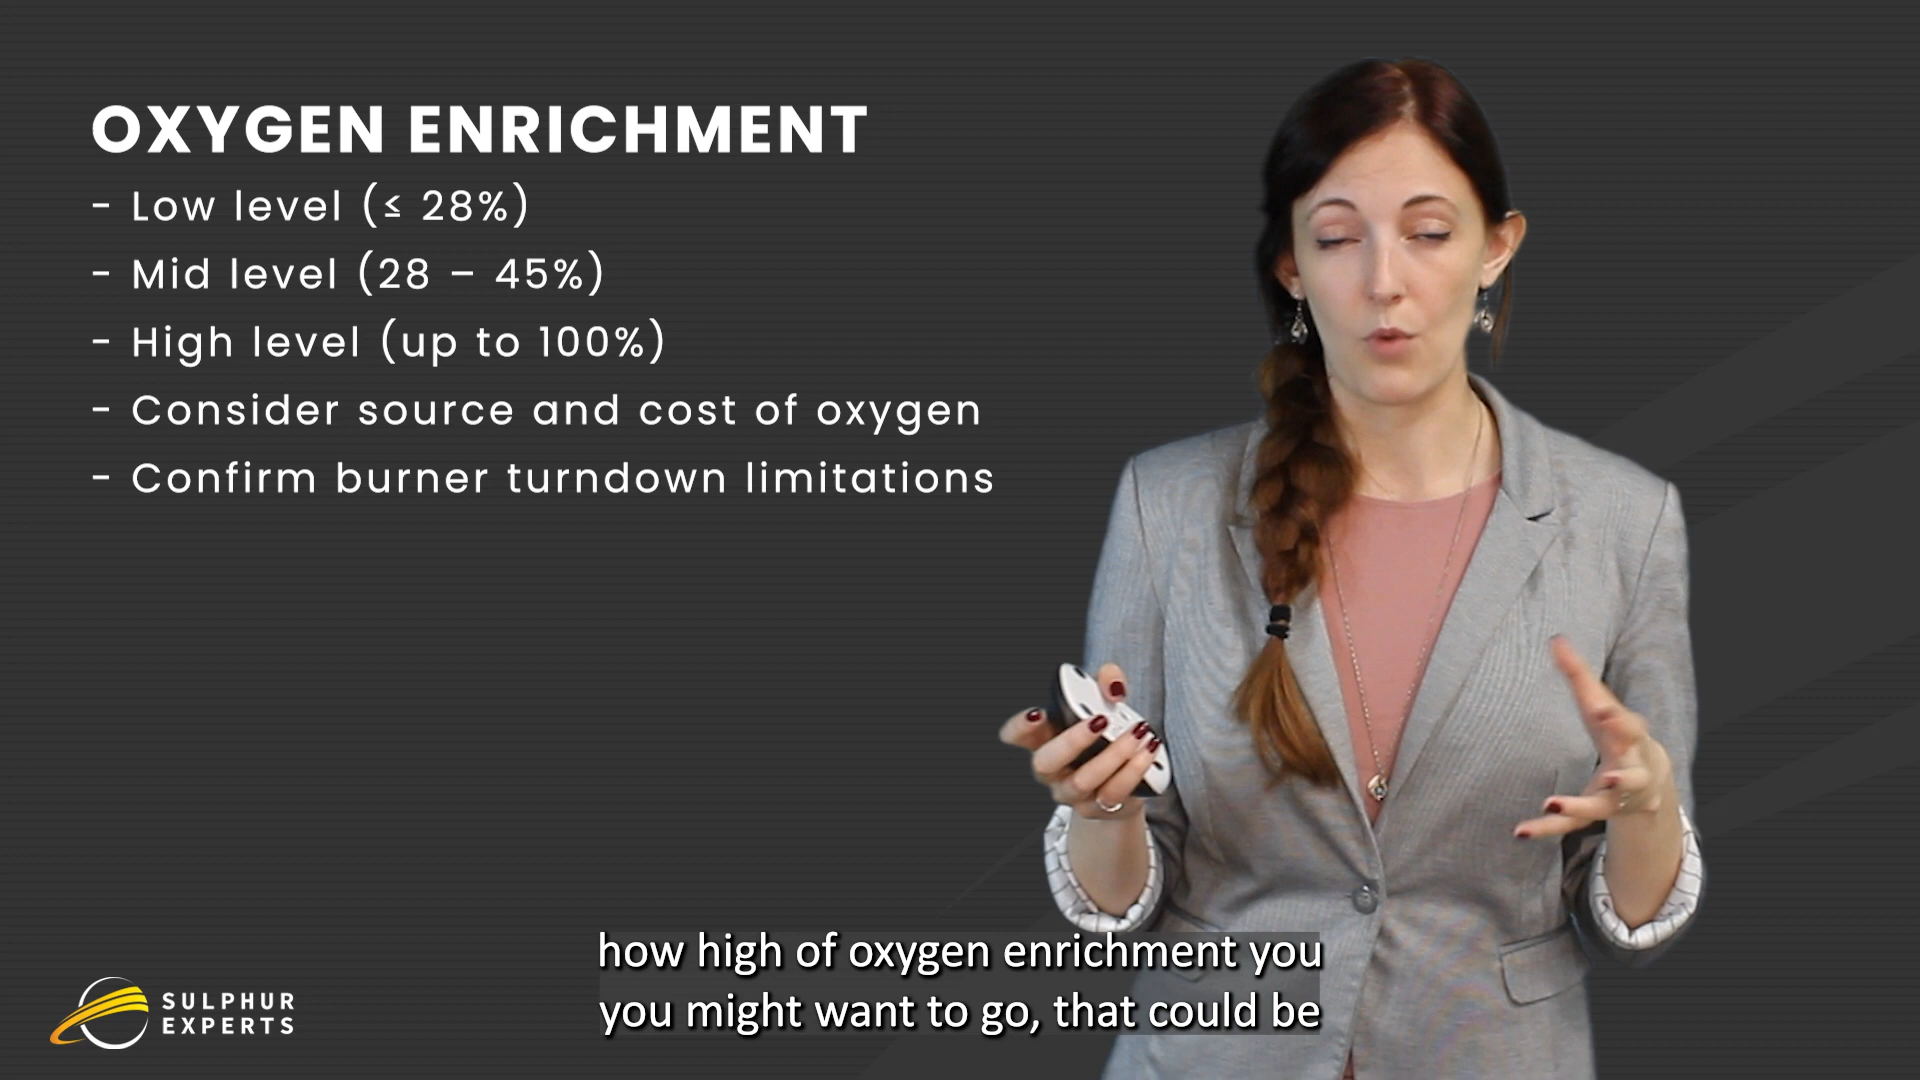 OXYGEN ENRICHMENT
- Low level (≤ 28%)
- Mid level (28 – 45%)
- High level (up to 100%)
- Consider source and cost of oxygen
- Confirm burner turndown limitations
how high of oxygen enrichment you
you might want to go, that could be
SULPHUR
EXPERTS